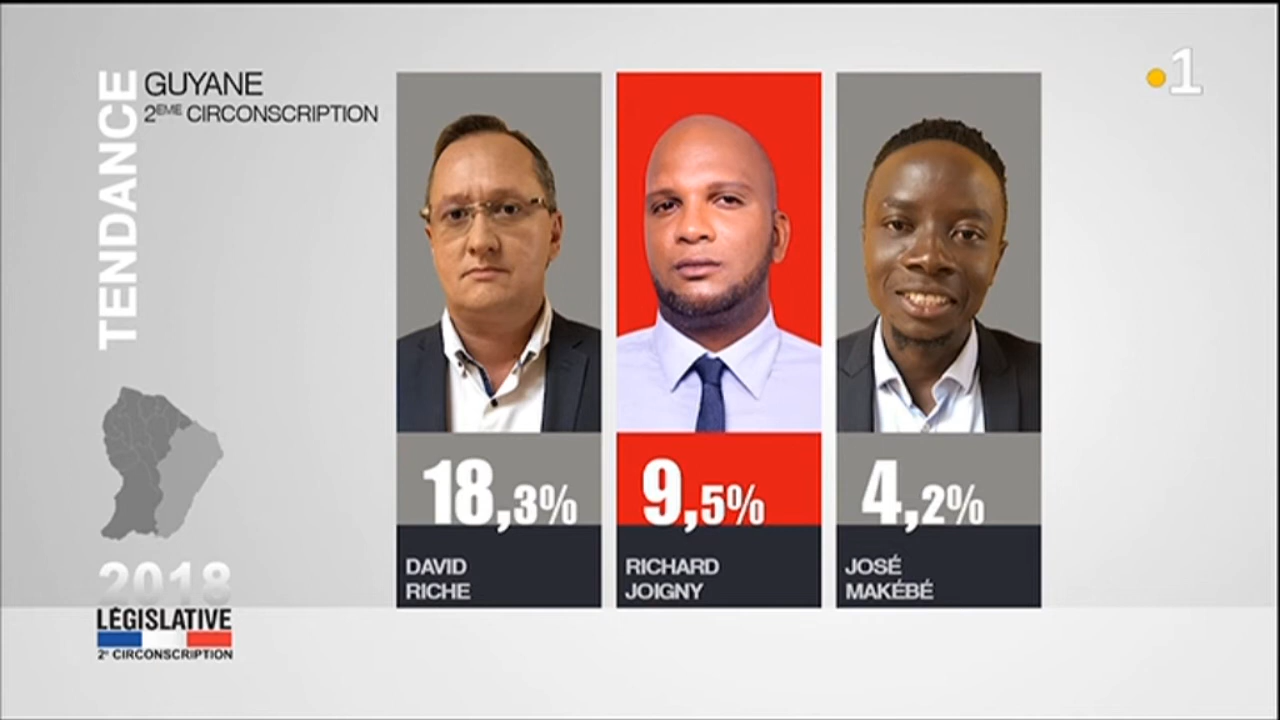 TENDANCE
GUYANE
2EME CIRCONSCRIPTION
1
18,3%
DAVID
RICHE
9,5%
RICHARD
JOIGNY
4,2%
JOSÉ
MAKÉBÉ
2018
LÉGISLATIVE
2e CIRCONSCRIPTION